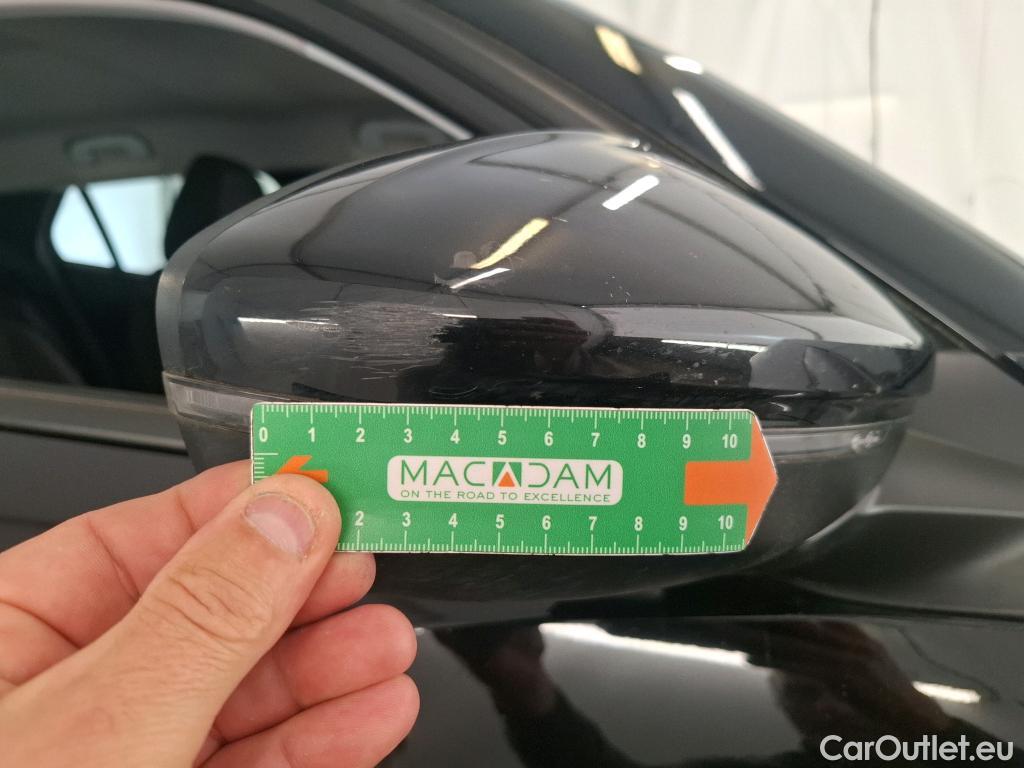 0 1 2 3 4 5 6 7 8 9 10
MACADAM
ON THE ROAD TO EXCELLENCE
2 3 4 5 6 7 8 9 10
CarOutlet.eu